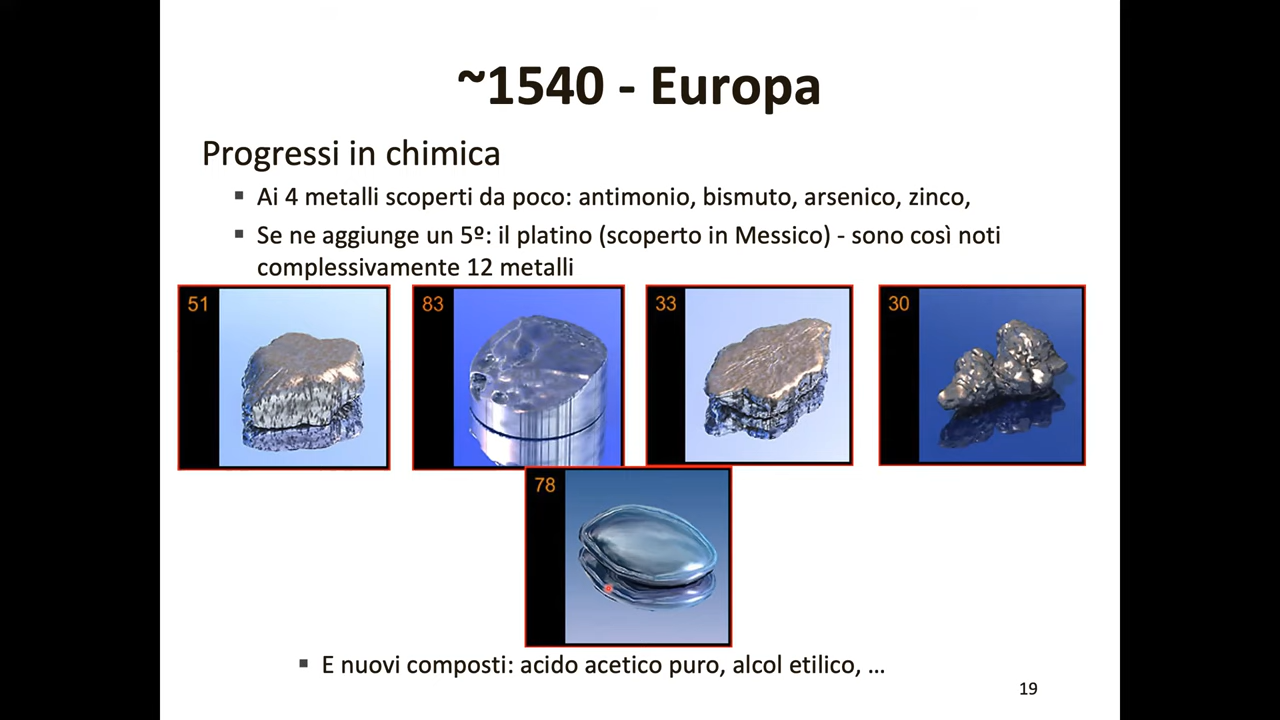 ~1540 - Europa
Progressi in chimica
▪ Ai 4 metalli scoperti da poco: antimonio, bismuto, arsenico, zinco,
▪ Se ne aggiunge un 5º: il platino (scoperto in Messico) - sono così noti
complessivamente 12 metalli
51
83
33
30
78
▪ E nuovi composti: acido acetico puro, alcol etilico, ...
19